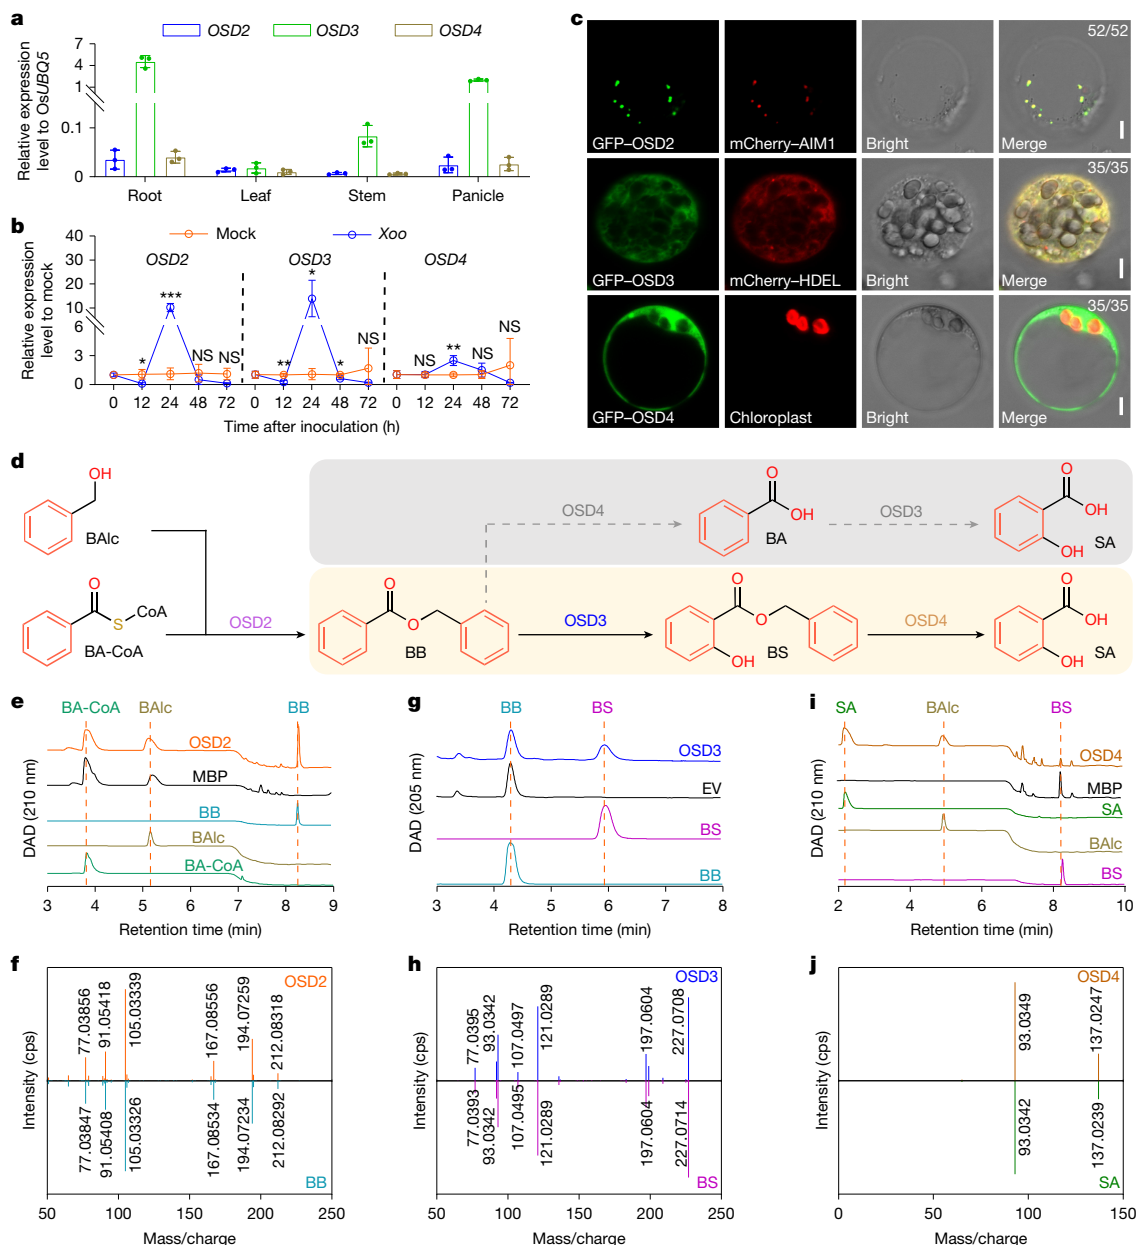 a
OSD2 OSD3 OSD4
Relative expression
level to OsUBQ5
7
4
1
0.1
0
Root Leaf Stem Panicle
b
Mock Xoo
Relative expression
level to mock
40
30
20
10
6
3
0
OSD2 OSD3 OSD4
*** * ** NS NS
* ** * NS NS NS NS
0 12 24 48 72 0 12 24 48 72 0 12 24 48 72
Time after inoculation (h)
c
52/52
GFP–OSD2 mCherry–AIM1 Bright Merge
35/35
GFP–OSD3 mCherry–HDEL Bright Merge
35/35
GFP–OSD4 Chloroplast Bright Merge
d
OH
BAlc
O
CoA
S
BA-CoA
OSD2
O
O
BB
OSD4
O
OH
BA
OSD3
O
OH
OH
SA
OSD3
O
O
OH
BS
OSD4
O
OH
OH
SA
e
BA-CoA BAlc BB
OSD2
MBP
BB
BAlc
BA-CoA
DAD (210 nm)
3 4 5 6 7 8 9
Retention time (min)
g
BB BS
OSD3
EV
BS
BB
DAD (205 nm)
3 4 5 6 7 8
Retention time (min)
i
SA BAlc BS
OSD4
MBP
SA
BAlc
BS
DAD (210 nm)
2 4 6 8 10
Retention time (min)
f
OSD2
77.03856 91.05418 105.03339 167.08556 194.07259 212.08318
77.03847 91.05408 105.03326 167.08534 194.07234 212.08292
BB
Intensity (cps)
50 100 150 200 250
Mass/charge
h
OSD3
77.0395 93.0342 107.0497 121.0289 197.0604 227.0708
77.0393 93.0342 107.0495 121.0289 197.0604 227.0714
BS
Intensity (cps)
50 100 150 200 250
Mass/charge
j
OSD4
93.0349 137.0247
93.0342 137.0239
SA
Intensity (cps)
0 50 100 150
Mass/charge